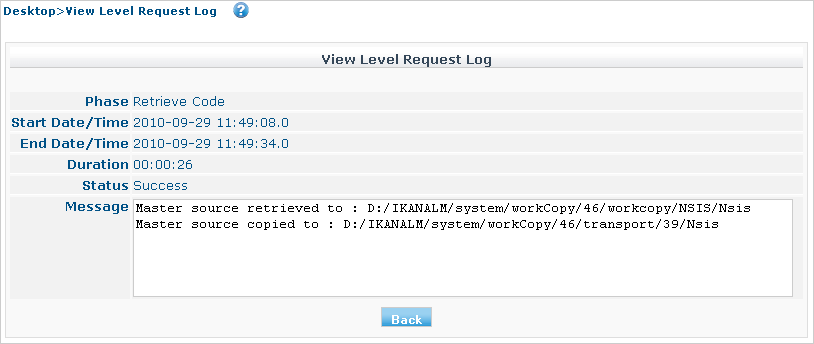 Desktop>View Level Request Log ?
View Level Request Log
Phase Retrieve Code
Start Date/Time 2010-09-29 11:49:08.0
End Date/Time 2010-09-29 11:49:34.0
Duration 00:00:26
Status Success
Message Master source retrieved to : D:/IKANALM/system/workCopy/46/workcopy/NSIS/Nsis
Master source copied to : D:/IKANALM/system/workCopy/46/transport/39/Nsis
Back